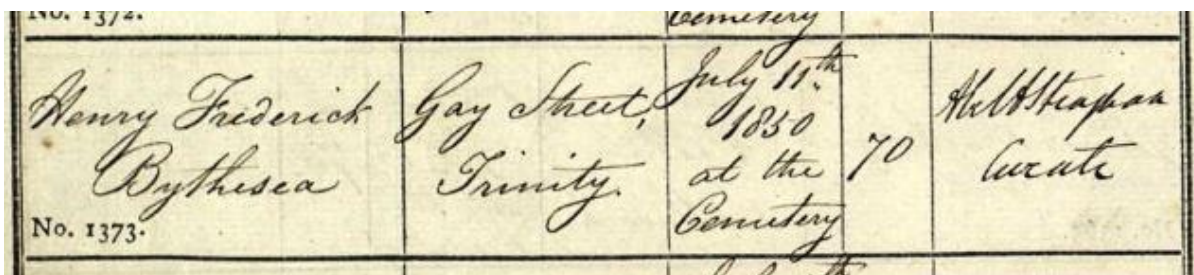 No. 1372.
Cemetery
Henry Frederick
Bythesea
No. 1373.
Gay Street,
Trinity.
July 11th
1850
at the
Cemetery
70
Curate